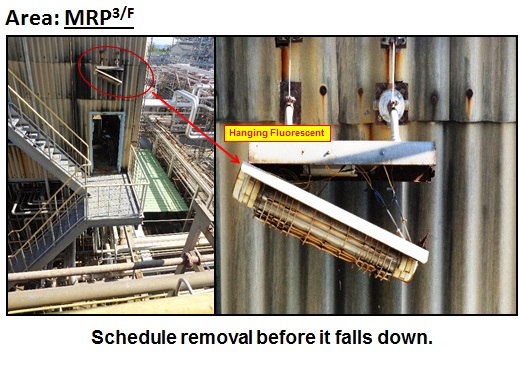 Area: MRP3/F
Hanging Fluorescent
Schedule removal before it falls down.